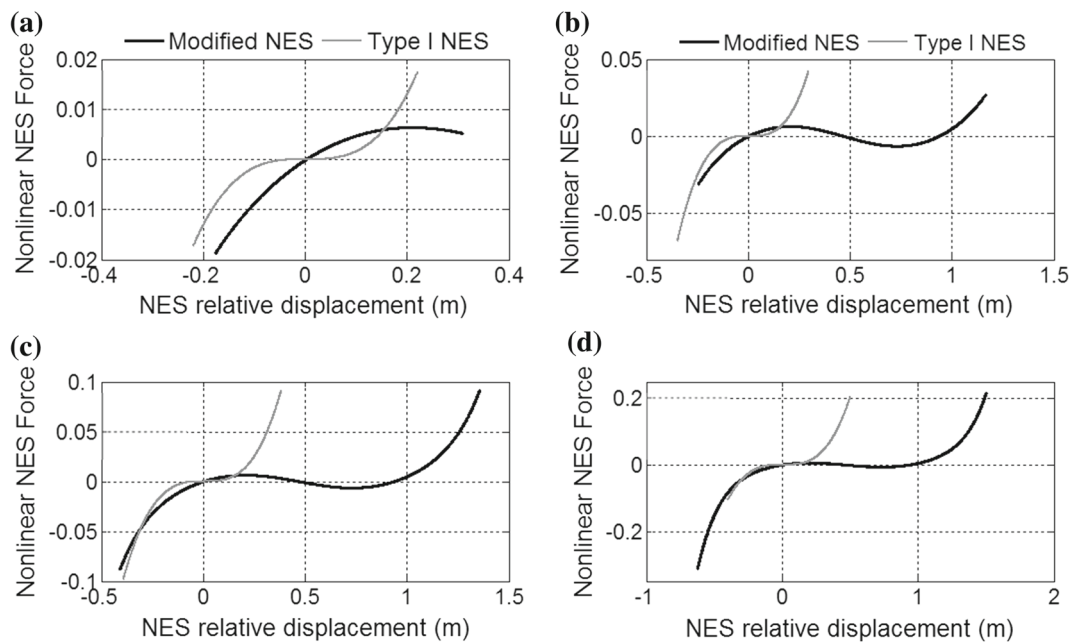 (a)
Modified NES Type I NES
Nonlinear NES Force
0.02
0.01
0
-0.01
-0.02
-0.4 -0.2 0 0.2 0.4
NES relative displacement (m)
(b)
Modified NES Type I NES
Nonlinear NES Force
0.05
0
-0.05
-0.5 0 0.5 1 1.5
NES relative displacement (m)
(c)
Nonlinear NES Force
0.1
0.05
0
-0.05
-0.1
-0.5 0 0.5 1 1.5
NES relative displacement (m)
(d)
Nonlinear NES Force
0.2
0
-0.2
-1 0 1 2
NES relative displacement (m)